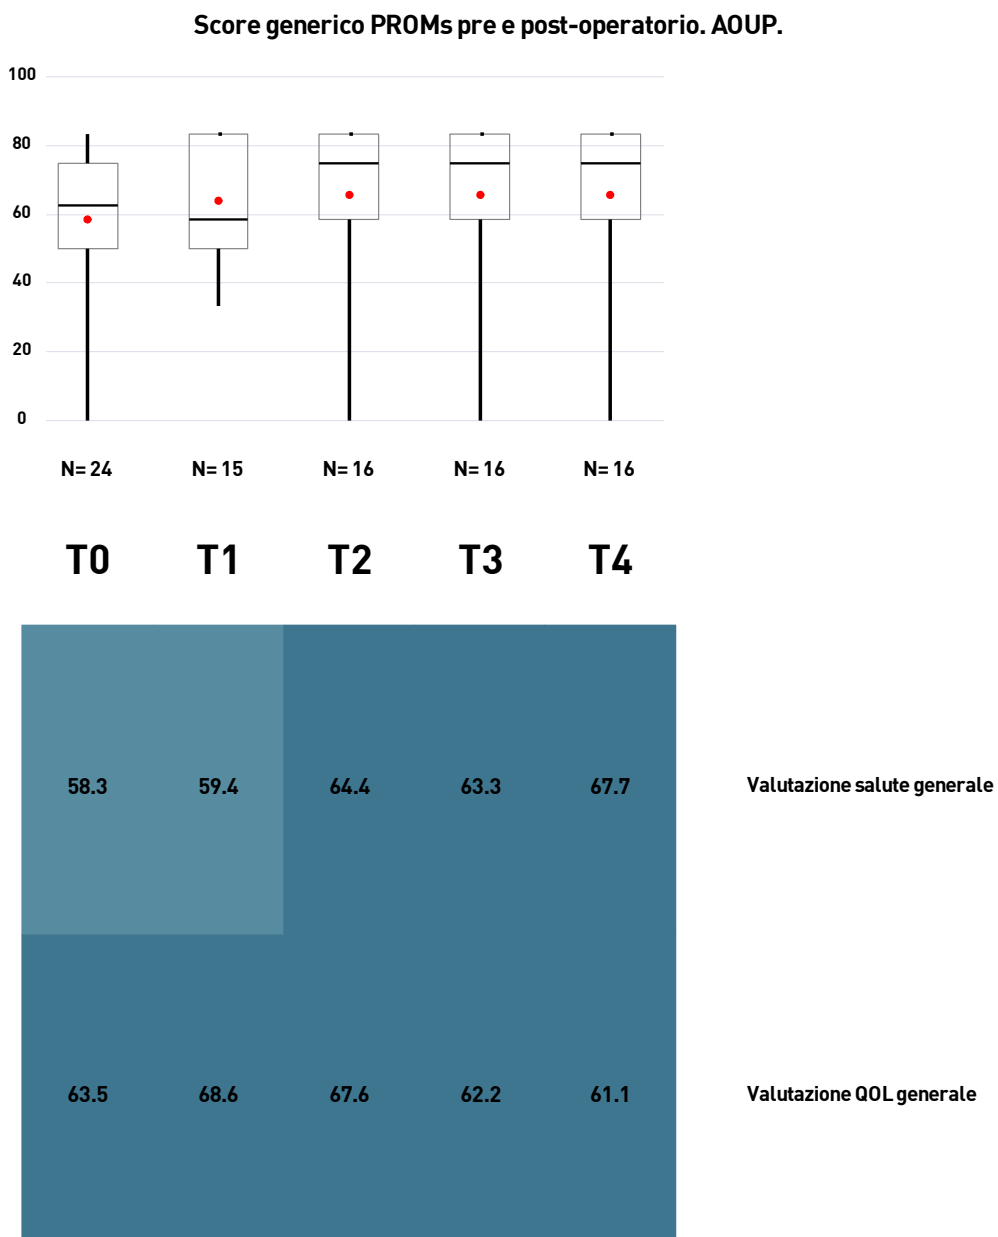 Score generico PROMs pre e post-operatorio. AOUP.
100
80
60
40
20
0
N= 24 N= 15 N= 16 N= 16 N= 16
T0 T1 T2 T3 T4
58.3 59.4 64.4 63.3 67.7 Valutazione salute generale
63.5 68.6 67.6 62.2 61.1 Valutazione QOL generale